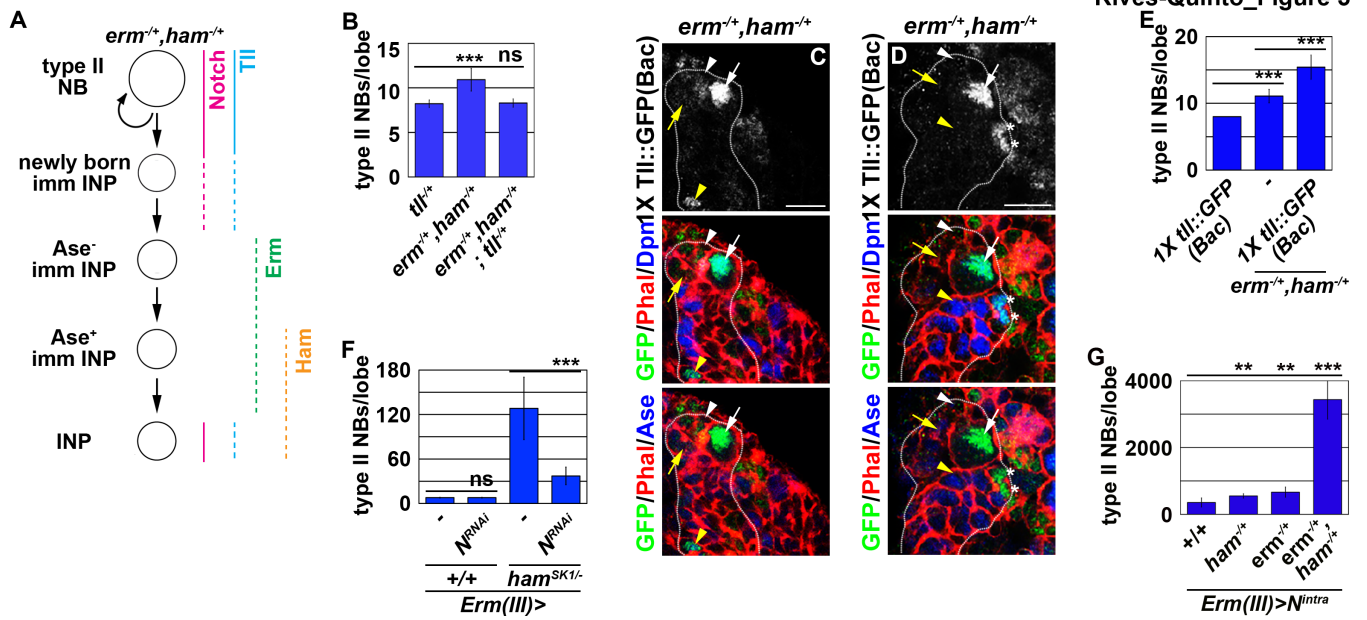 Rives-Quinto_Figure 5
A
erm-/+,ham-/+
type II
NB
Notch
Tll
newly born
imm INP
Ase-
imm INP
Erm
Ase+
imm INP
Ham
INP
B
type II NBs/lobe
15
10
5
0
***
ns
tll-/+
erm-/+,ham-/+
erm-/+,ham-/+
; tll-/+
erm-/+,ham-/+
C
1X Tll::GFP(Bac)
GFP/Phal/Dpn
GFP/Phal/Ase
erm-/+,ham-/+
D
1X Tll::GFP(Bac)
*
*
GFP/Phal/Dpn
*
*
GFP/Phal/Ase
*
*
E
type II NBs/lobe
20
10
0
***
***
1X tll::GFP
(Bac)
-
1X tll::GFP
(Bac)
erm-/+,ham-/+
F
type II NBs/lobe
180
120
60
0
ns
***
-
NRNAi
-
NRNAi
+/+
hamSK1/-
Erm(III)>
G
type II NBs/lobe
4000
2000
0
**
**
***
+/+
ham-/+
erm-/+
erm-/+,
ham-/+
Erm(III)>Nintra